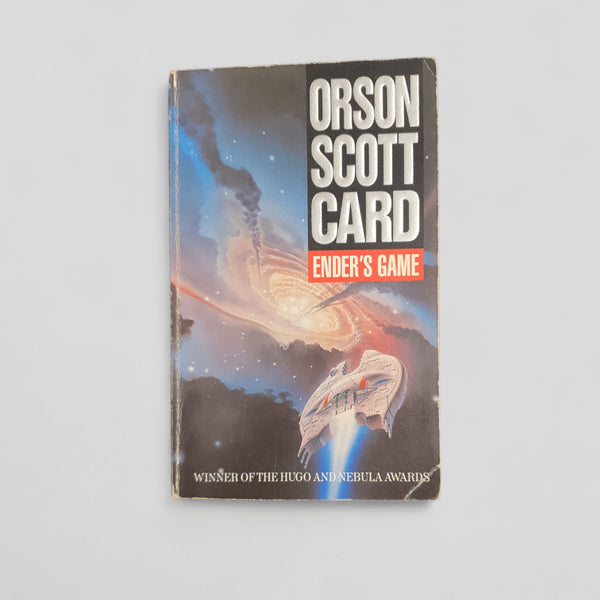 ORSON
SCOTT
CARD
ENDER'S GAME
WINNER OF THE HUGO AND NEBULA AWARDS